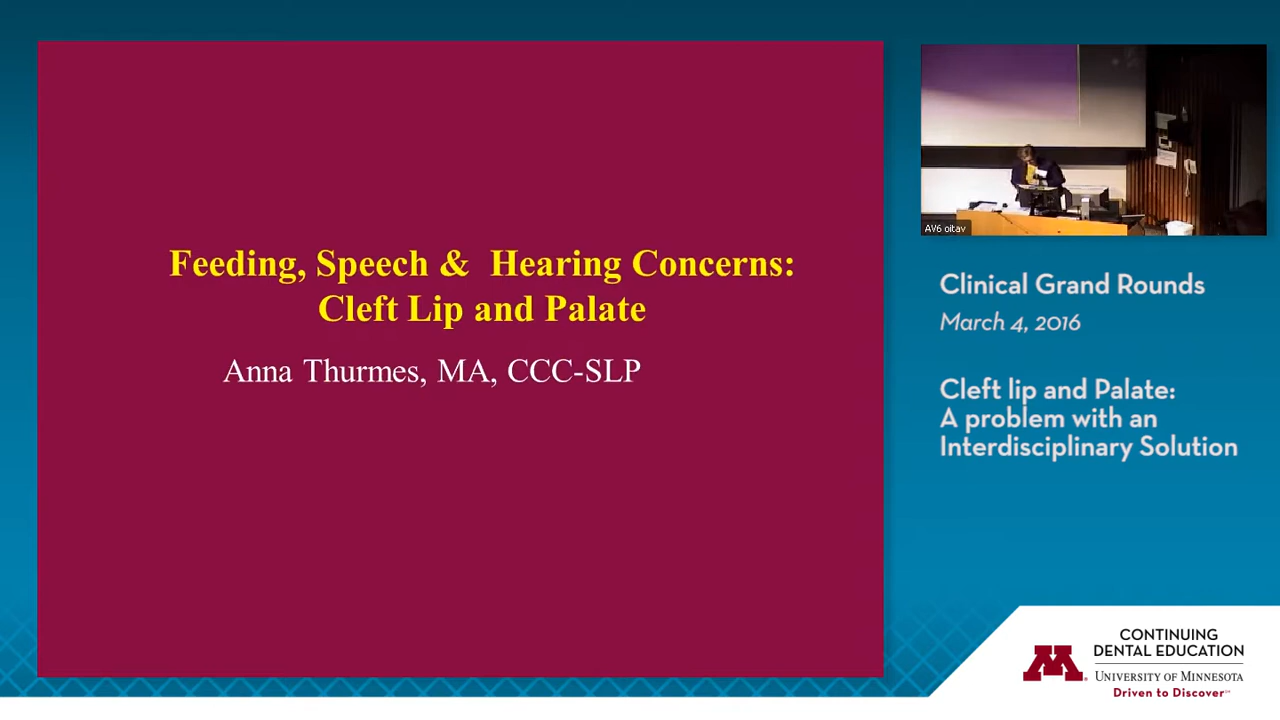 Feeding, Speech & Hearing Concerns:
Cleft Lip and Palate
Anna Thurmes, MA, CCC-SLP
AV6 oitav
Clinical Grand Rounds
March 4, 2016
Cleft lip and Palate:
A problem with an
Interdisciplinary Solution
M
CONTINUING
DENTAL EDUCATION
UNIVERSITY OF MINNESOTA
Driven to Discover℠